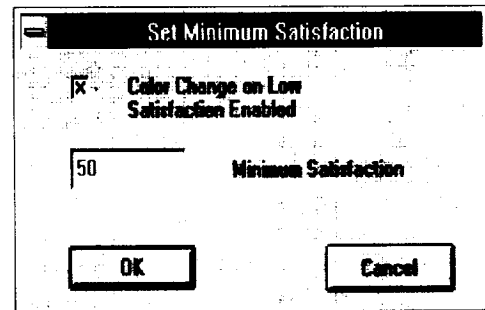 Set Minimum Satisfaction
x Color Change on Low
Satisfaction Enabled
50 Minimum Satisfaction
OK Cancel